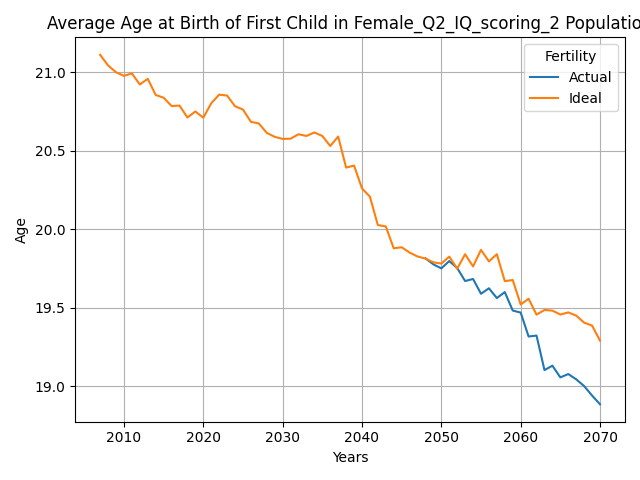 Average Age at Birth of First Child in Female_Q2_IQ_scoring_2 Populatio
Fertility
Actual
Ideal
21.0
20.5
20.0
19.5
19.0
Age
2010 2020 2030 2040 2050 2060 2070
Years